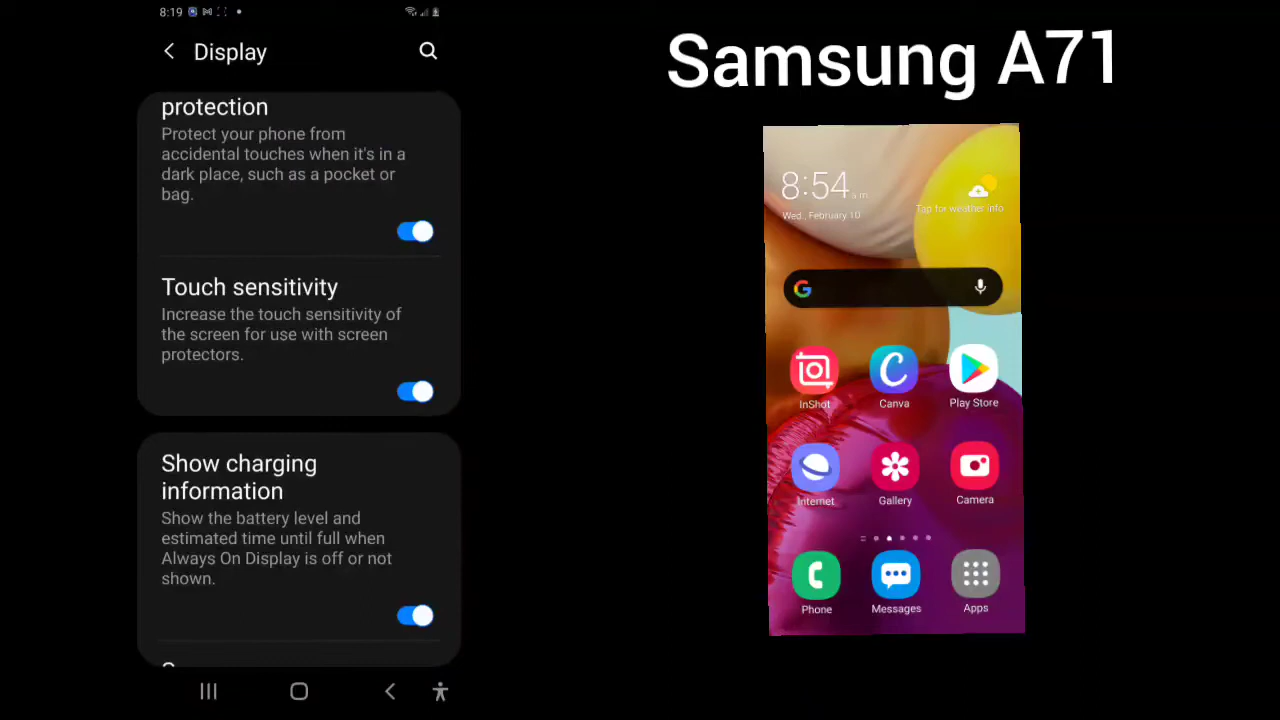 8:19
Display
protection
Protect your phone from
accidental touches when it's in a
dark place, such as a pocket or
bag.
Touch sensitivity
Increase the touch sensitivity of
the screen for use with screen
protectors.
Show charging
information
Show the battery level and
estimated time until full when
Always On Display is off or not
shown.
Samsung A71
8:54 a.m.
Wed., February 10
Tap for weather info
InShot
Canva
Play Store
Internet
Gallery
Camera
Phone
Messages
Apps